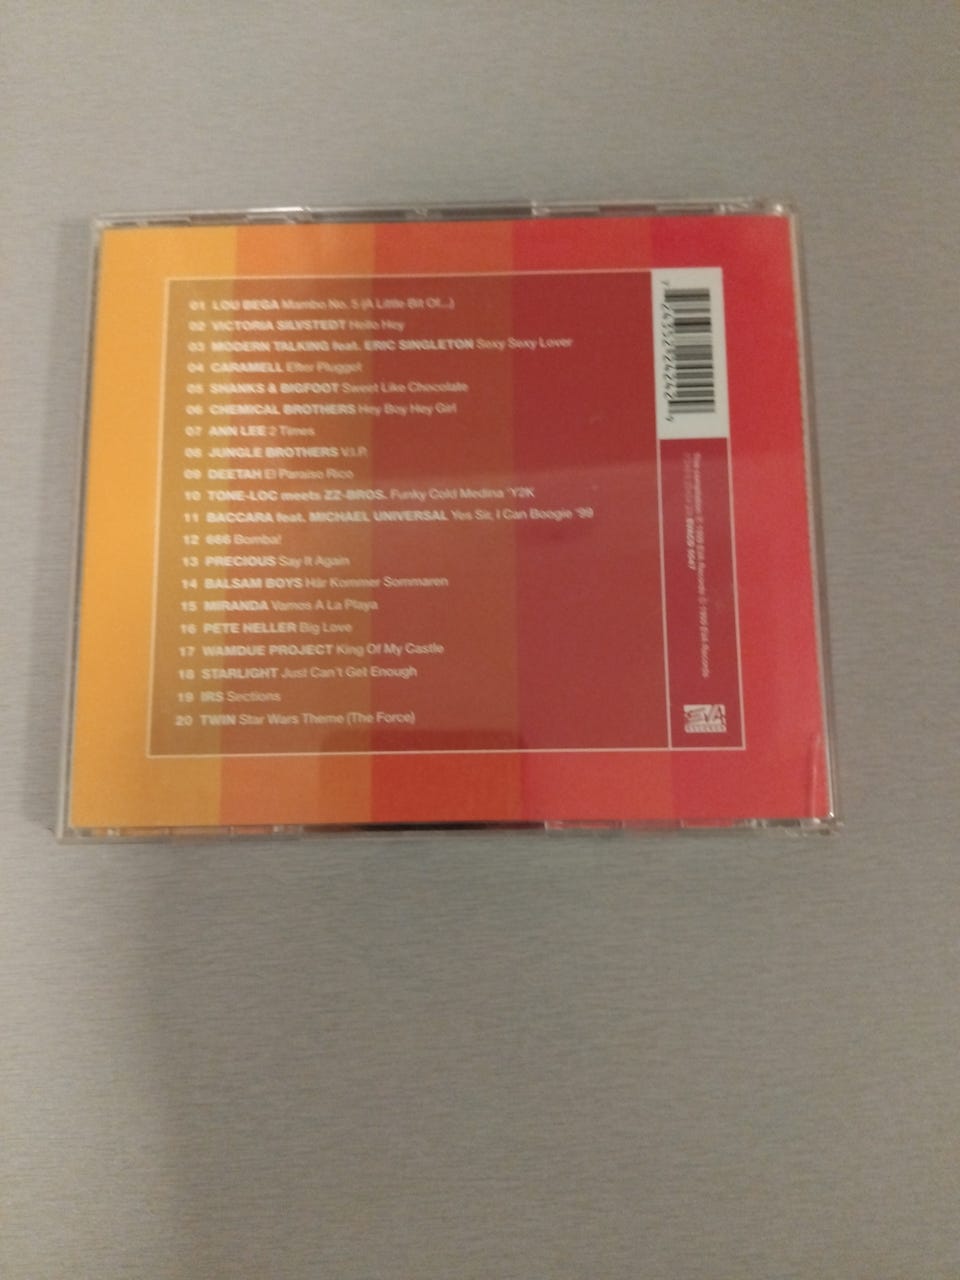 01 LOU BEGA Mambo No. 5 (A Little Bit Of...)
02 VICTORIA SILVSTEDT Hello Hey
03 MODERN TALKING feat. ERIC SINGLETON Sexy Sexy Lover
04 CARAMELL Efter Plugget
05 SHANKS & BIGFOOT Sweet Like Chocolate
06 CHEMICAL BROTHERS Hey Boy Hey Girl
07 ANN LEE 2 Times
08 JUNGLE BROTHERS V.I.P.
09 DEETAH El Paraiso Rico
10 TONE-LOC meets ZZ-BROS. Funky Cold Medina 'Y2K
11 BACCARA feat. MICHAEL UNIVERSAL Yes Sir, I Can Boogie '99
12 666 Bomba!
13 PRECIOUS Say It Again
14 BALSAM BOYS Här Kommer Sommaren
15 MIRANDA Vamos A La Playa
16 PETE HELLER Big Love
17 WAMDUE PROJECT King Of My Castle
18 STARLIGHT Just Can't Get Enough
19 IRS Sections
20 TWIN Star Wars Theme (The Force)
7 24352 24242 9
EVA
RECORDS